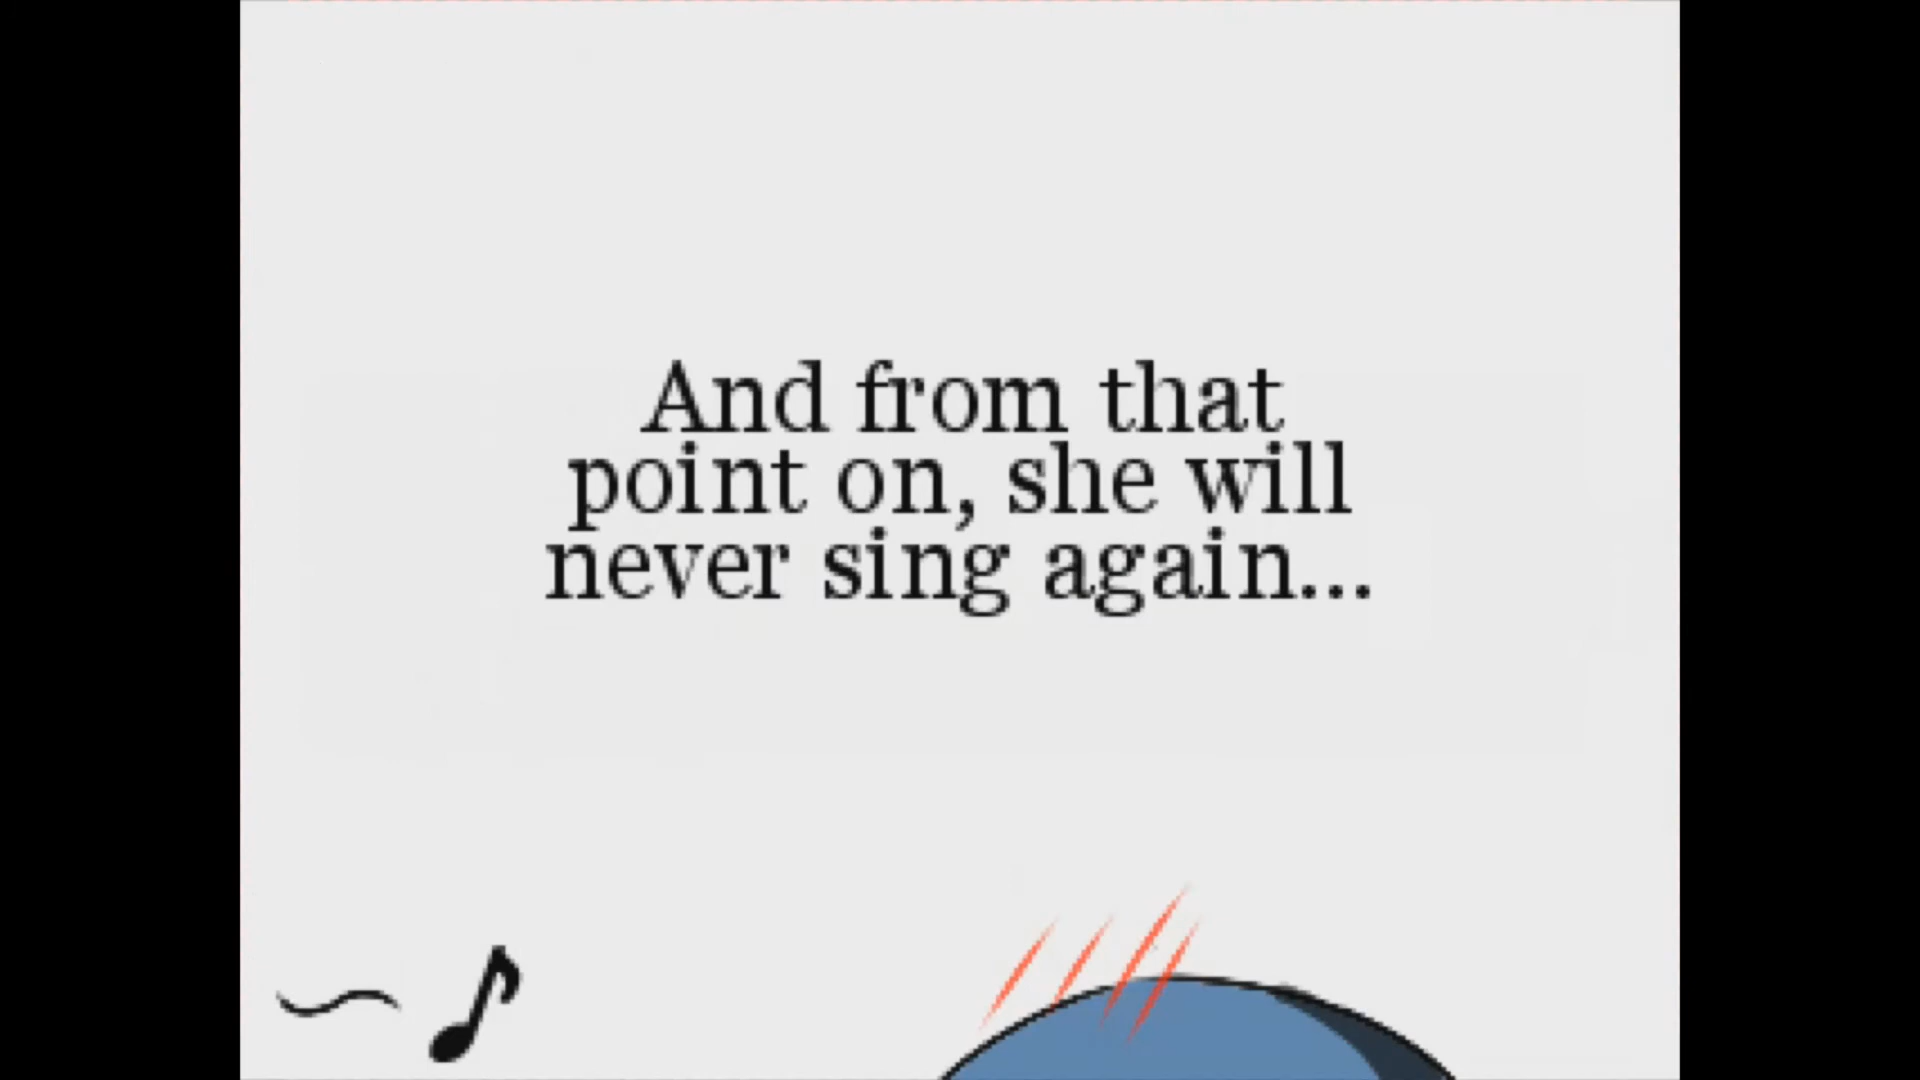 And from that
point on, she will
never sing again...